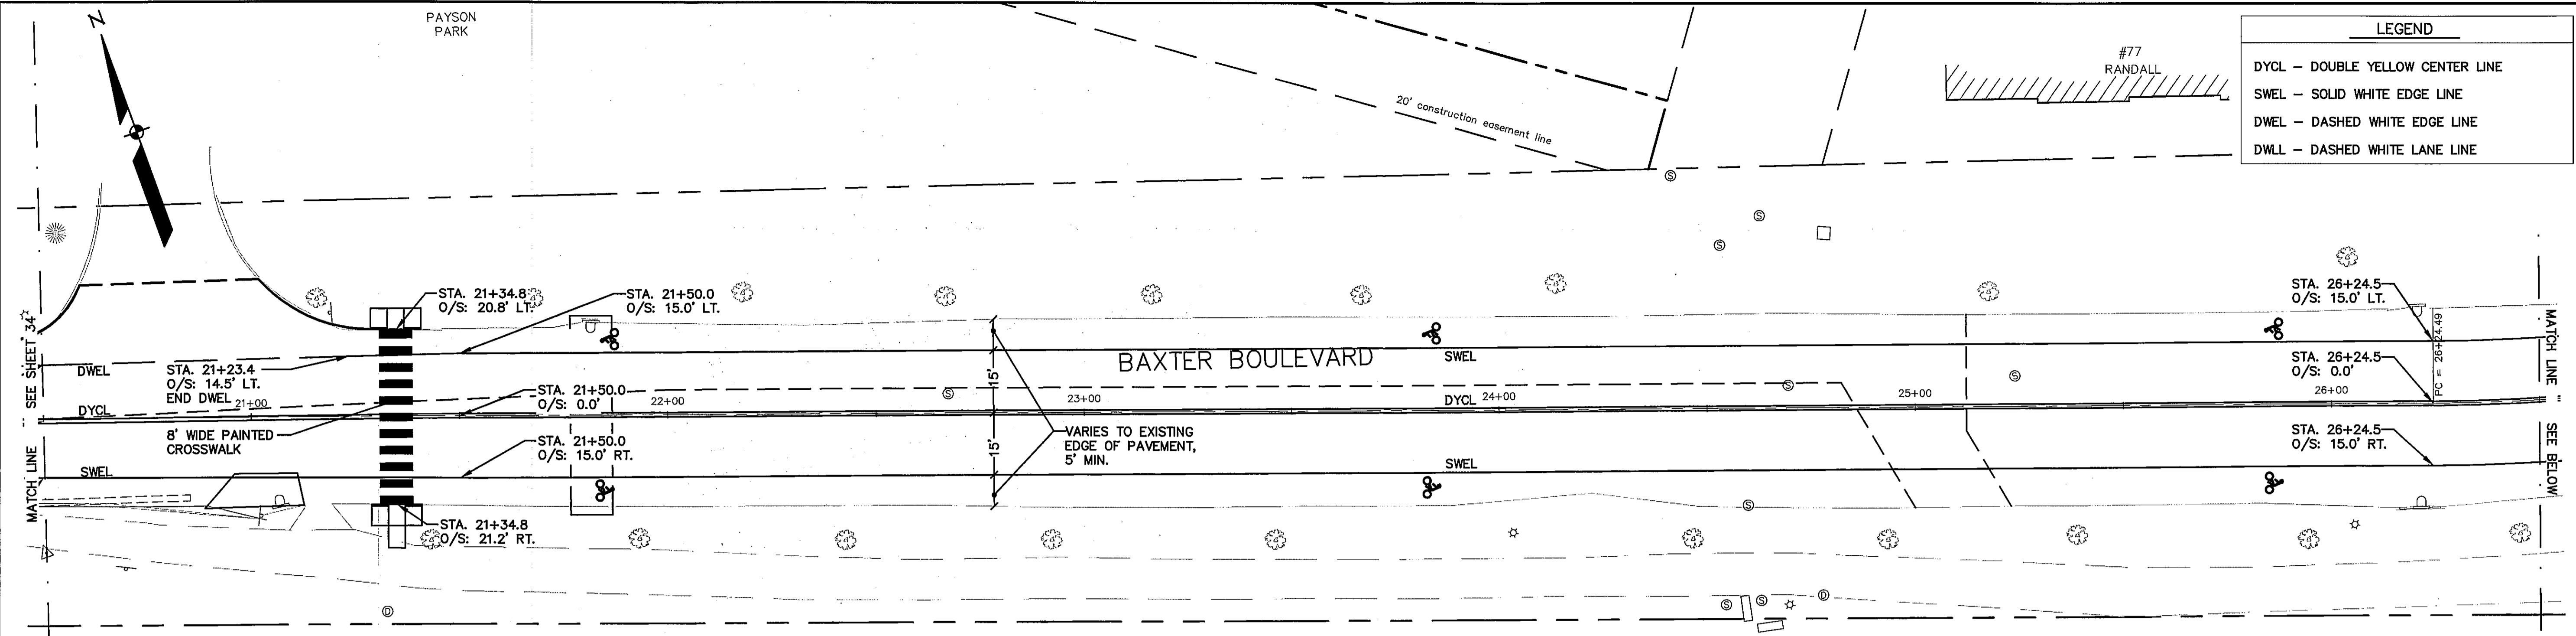 N
PAYSON
PARK
20' construction easement line
#77
RANDALL
LEGEND
DYCL – DOUBLE YELLOW CENTER LINE
SWEL – SOLID WHITE EDGE LINE
DWEL – DASHED WHITE EDGE LINE
DWLL – DASHED WHITE LANE LINE
MATCH LINE SEE SHEET 34
STA. 21+34.8
O/S: 20.8' LT.
STA. 21+50.0
O/S: 15.0' LT.
STA. 26+24.5
O/S: 15.0' LT.
PC = 26+24.49
MATCH LINE SEE BELOW
DWEL
STA. 21+23.4
O/S: 14.5' LT.
END DWEL
BAXTER BOULEVARD
SWEL
15'
STA. 26+24.5
O/S: 0.0'
STA. 21+50.0
O/S: 0.0'
DYCL
21+00
22+00
23+00
24+00
DYCL
25+00
26+00
8' WIDE PAINTED
CROSSWALK
STA. 21+50.0
O/S: 15.0' RT.
15'
VARIES TO EXISTING
EDGE OF PAVEMENT,
5' MIN.
STA. 26+24.5
O/S: 15.0' RT.
SWEL
SWEL
STA. 21+34.8
O/S: 21.2' RT.
S
S
S
S
S
S
S
S
S
D
D